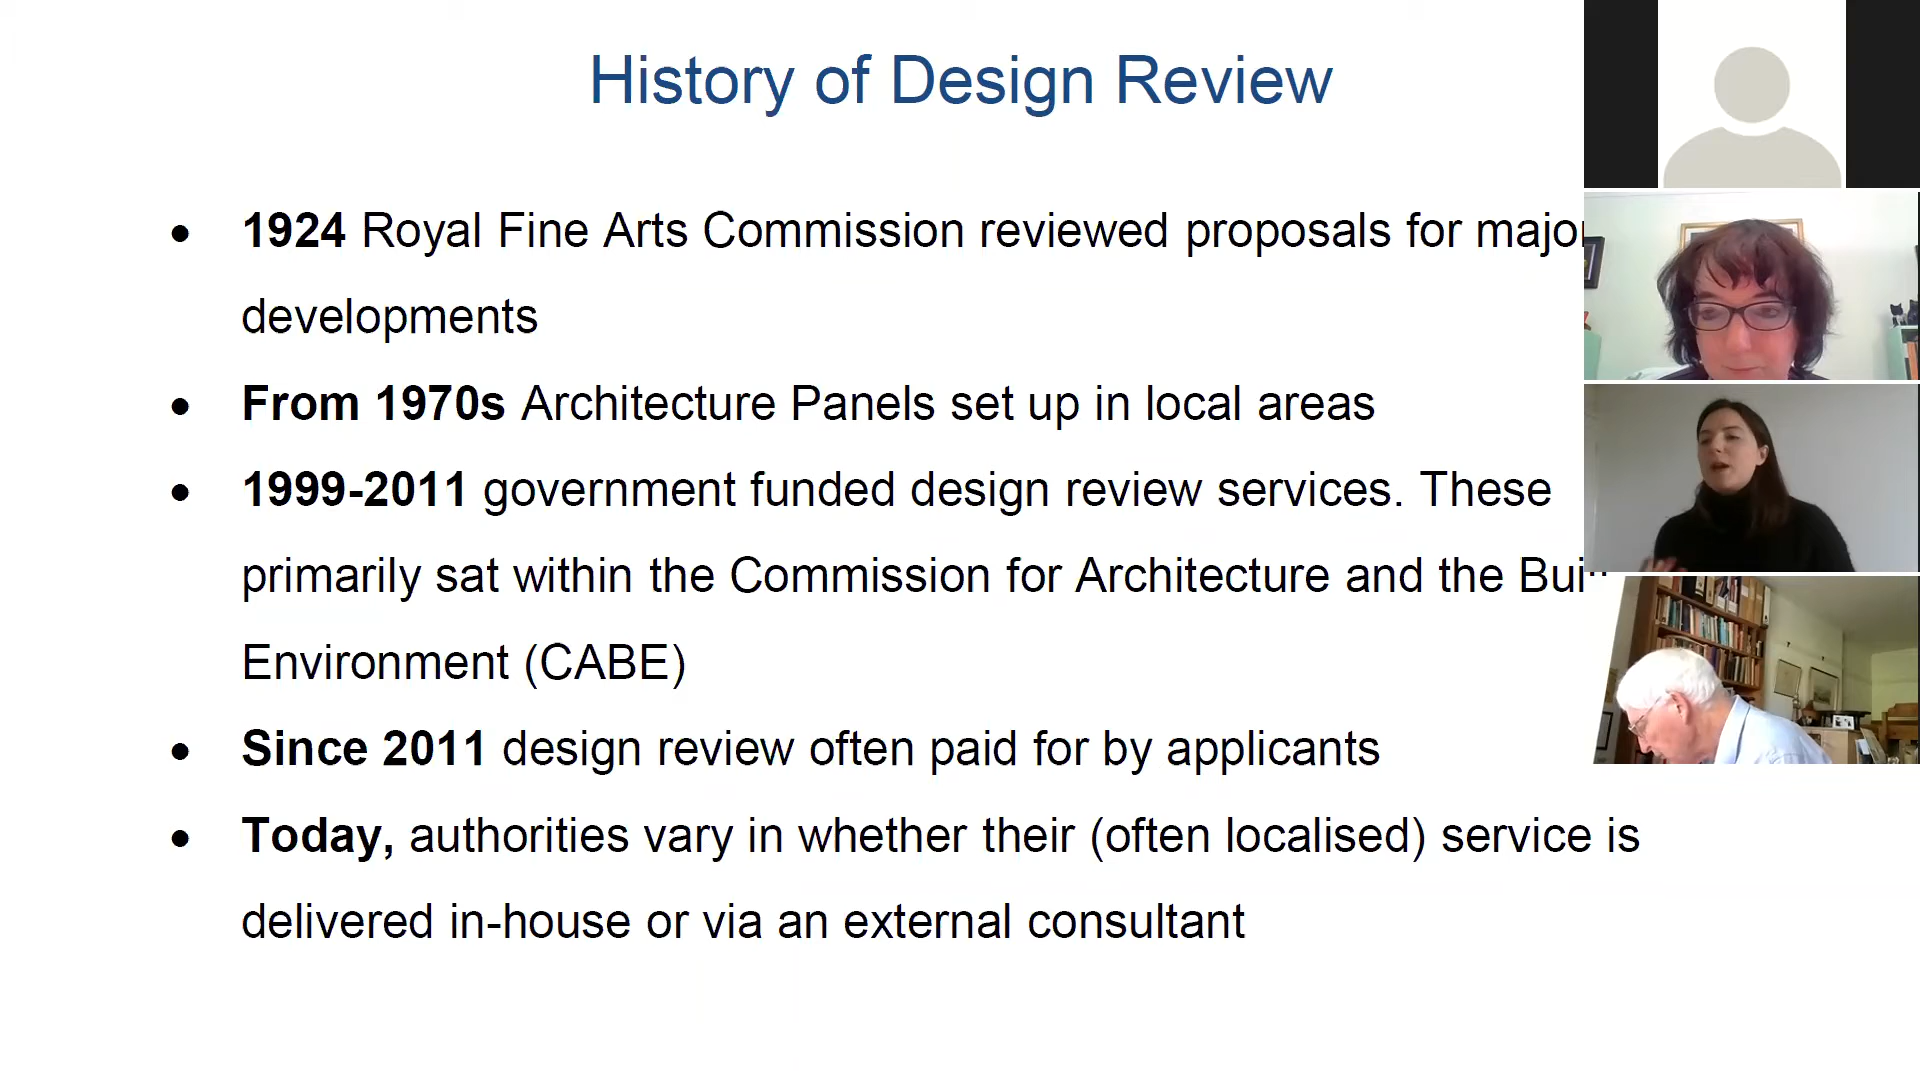 History of Design Review
• 1924 Royal Fine Arts Commission reviewed proposals for major
developments
• From 1970s Architecture Panels set up in local areas
• 1999-2011 government funded design review services. These
primarily sat within the Commission for Architecture and the
Environment (CABE)
• Since 2011 design review often paid for by applicants
• Today, authorities vary in whether their (often localised) service is
delivered in-house or via an external consultant